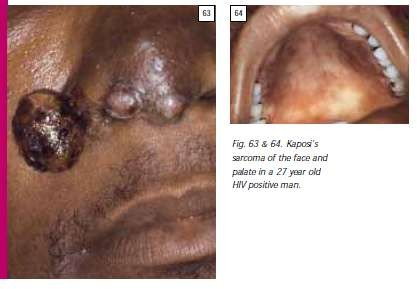 63
64
Fig. 63 & 64. Kaposi's
sarcoma of the face and
palate in a 27 year old
HIV positive man.